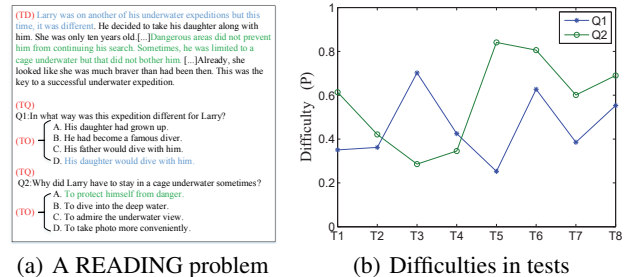 (TD) Larry was on another of his underwater expeditions but this
time, it was different. He decided to take his daughter along with
him. She was only ten years old.[...]Dangerous areas did not prevent
him from continuing his search. Sometimes, he was limited to a
cage underwater but that did not bother him. [...]Already, she
looked like she was much braver than had been then. This was the
key to a successful underwater expedition.
(TQ)
Q1:In what way was this expedition different for Larry?
(TO)
A. His daughter had grown up.
B. He had become a famous diver.
C. His father would dive with him.
D. His daughter would dive with him.
(TQ)
Q2:Why did Larry have to stay in a cage underwater sometimes?
(TO)
A. To protect himself from danger.
B. To dive into the deep water.
C. To admire the underwater view.
D. To take photo more conveniently.
(a) A READING problem
Difficulty (P)
1
0.8
0.6
0.4
0.2
0
T1 T2 T3 T4 T5 T6 T7 T8
Q1
Q2
(b) Difficulties in tests